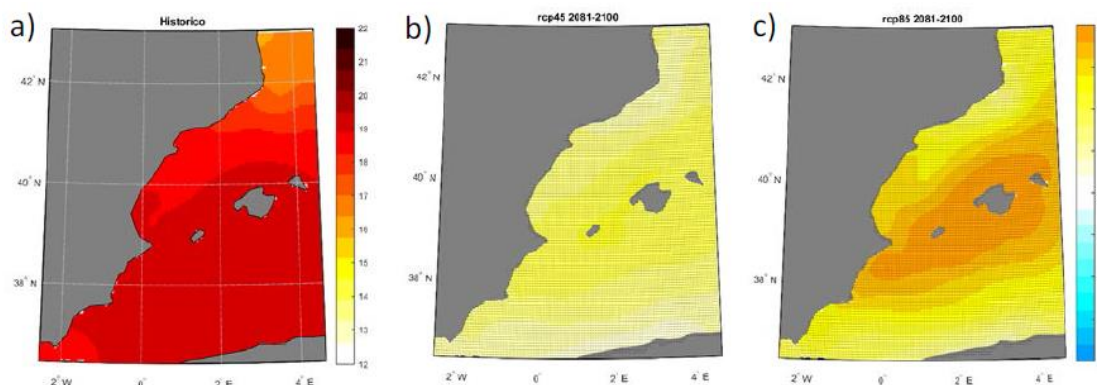 a)
Historico
42° N
40° N
38° N
2° W
0°
2° E
4° E
22
21
20
19
18
17
16
15
14
13
12
b)
rcp45 2081-2100
42° N
40° N
38° N
2° W
0°
2° E
4° E
c)
rcp85 2081-2100
42° N
40° N
38° N
2° W
0°
2° E
4° E